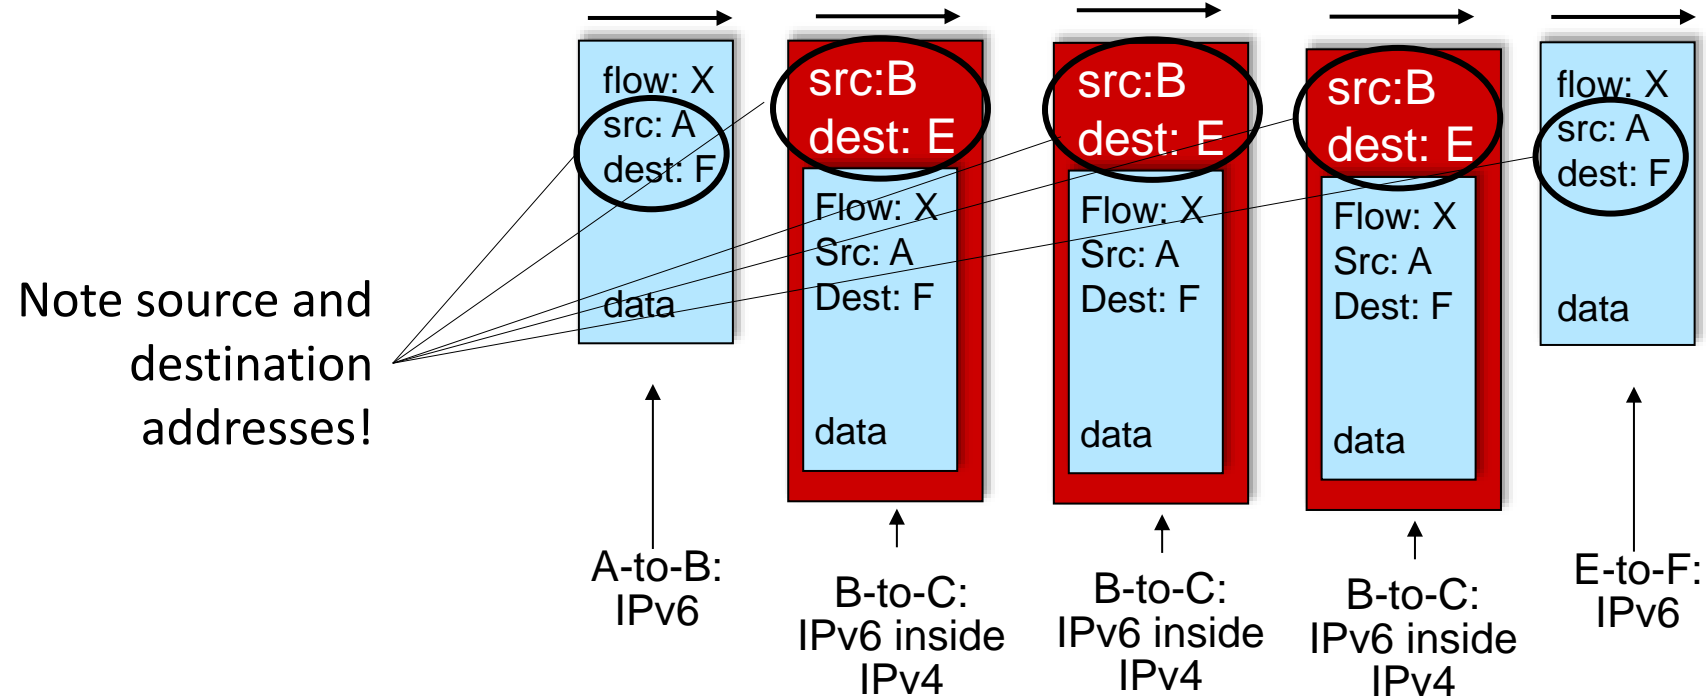 flow: X
src: A
dest: F
data
src:B
dest: E
Flow: X
Src: A
Dest: F
data
src:B
dest: E
Flow: X
Src: A
Dest: F
data
src:B
dest: E
Flow: X
Src: A
Dest: F
data
flow: X
src: A
dest: F
data
Note source and
destination
addresses!
A-to-B:
IPv6
B-to-C:
IPv6 inside
IPv4
B-to-C:
IPv6 inside
IPv4
B-to-C:
IPv6 inside
IPv4
E-to-F:
IPv6